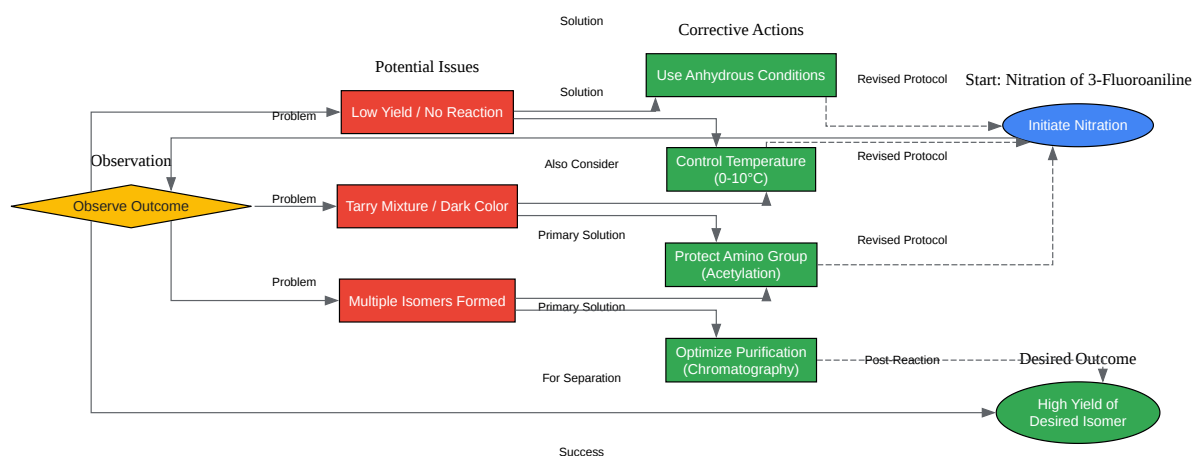 Solution
Corrective Actions
Potential Issues
Use Anhydrous Conditions
Revised Protocol
Start: Nitration of 3-Fluoroaniline
Solution
Low Yield / No Reaction
Problem
Initiate Nitration
Observation
Also Consider
Control Temperature
(0-10°C)
Revised Protocol
Observe Outcome
Problem
Tarry Mixture / Dark Color
Primary Solution
Revised Protocol
Protect Amino Group
(Acetylation)
Problem
Multiple Isomers Formed
Primary Solution
Optimize Purification
(Chromatography)
Post-Reaction
Desired Outcome
For Separation
High Yield of
Desired Isomer
Success